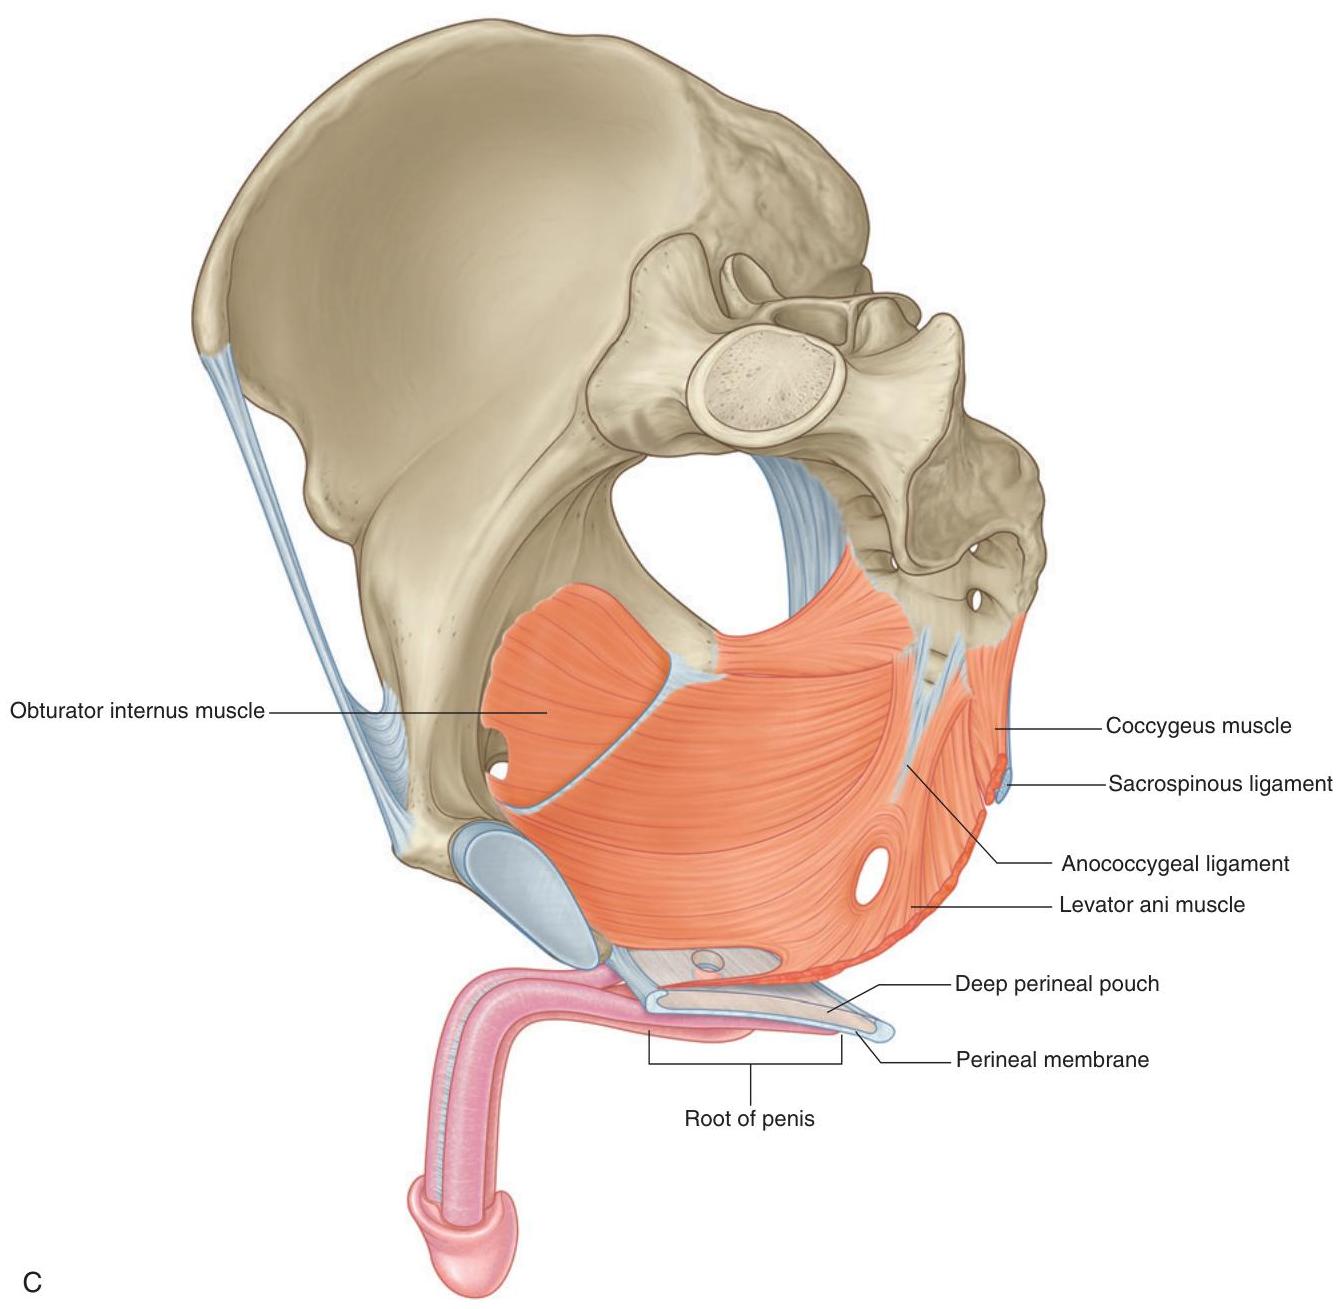 Obturator internus muscle
Coccygeus muscle
Sacrospinous ligament
Anococcygeal ligament
Levator ani muscle
Deep perineal pouch
Perineal membrane
Root of penis
C